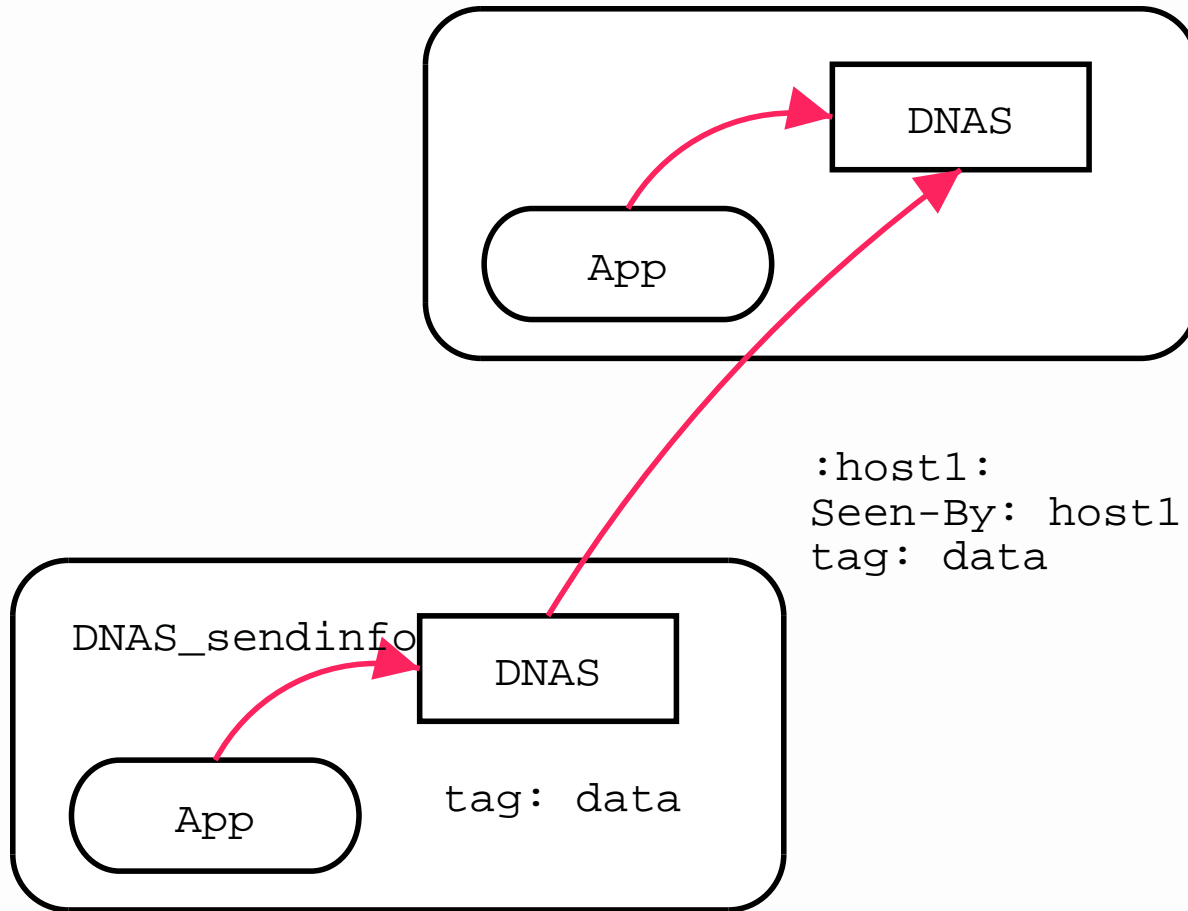 DNAS
App
:host1:
Seen-By: host1
tag: data
DNAS_sendinfo
DNAS
tag: data
App